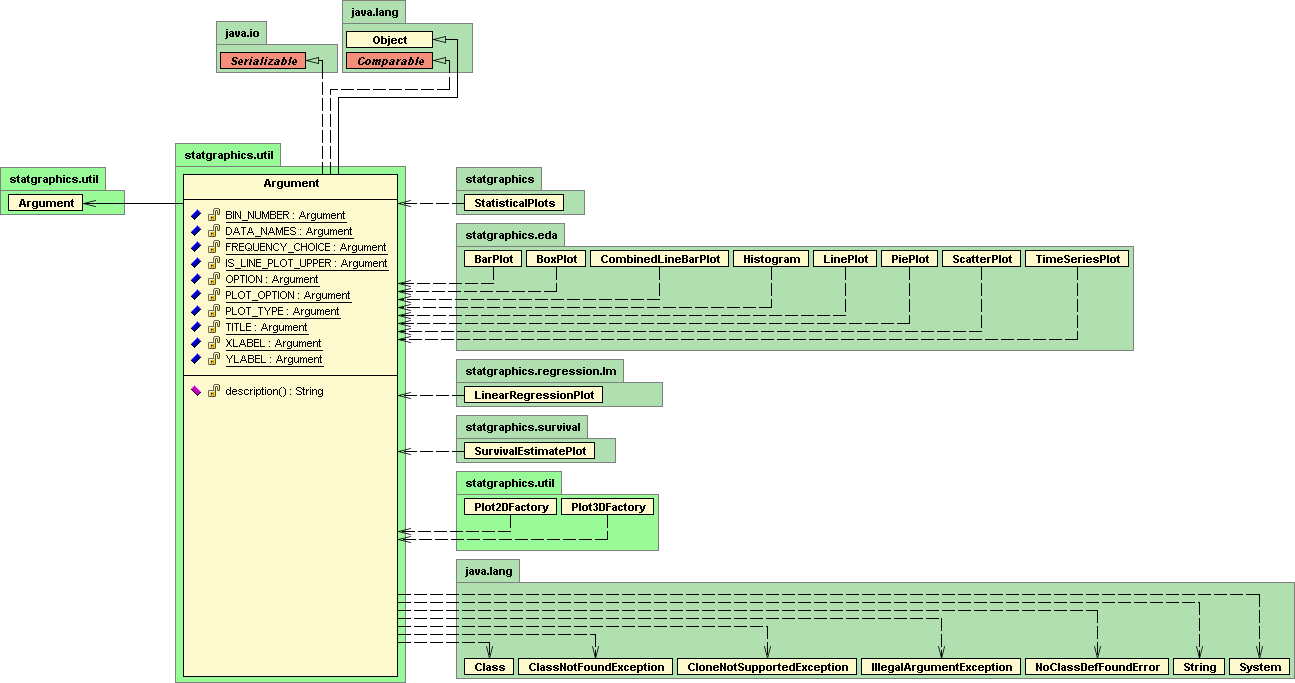 java.lang
Object
Comparable
java.io
Serializable
statgraphics.util
Argument
statgraphics.util
Argument
BIN_NUMBER : Argument
DATA_NAMES : Argument
FREQUENCY_CHOICE : Argument
IS_LINE_PLOT_UPPER : Argument
OPTION : Argument
PLOT_OPTION : Argument
PLOT_TYPE : Argument
TITLE : Argument
XLABEL : Argument
YLABEL : Argument
description() : String
statgraphics
StatisticalPlots
statgraphics.eda
BarPlot BoxPlot CombinedLineBarPlot Histogram LinePlot PiePlot ScatterPlot TimeSeriesPlot
statgraphics.regression.lm
LinearRegressionPlot
statgraphics.survival
SurvivalEstimatePlot
statgraphics.util
Plot2DFactory Plot3DFactory
java.lang
Class ClassNotFoundException CloneNotSupportedException IllegalArgumentException NoClassDefFoundError String System